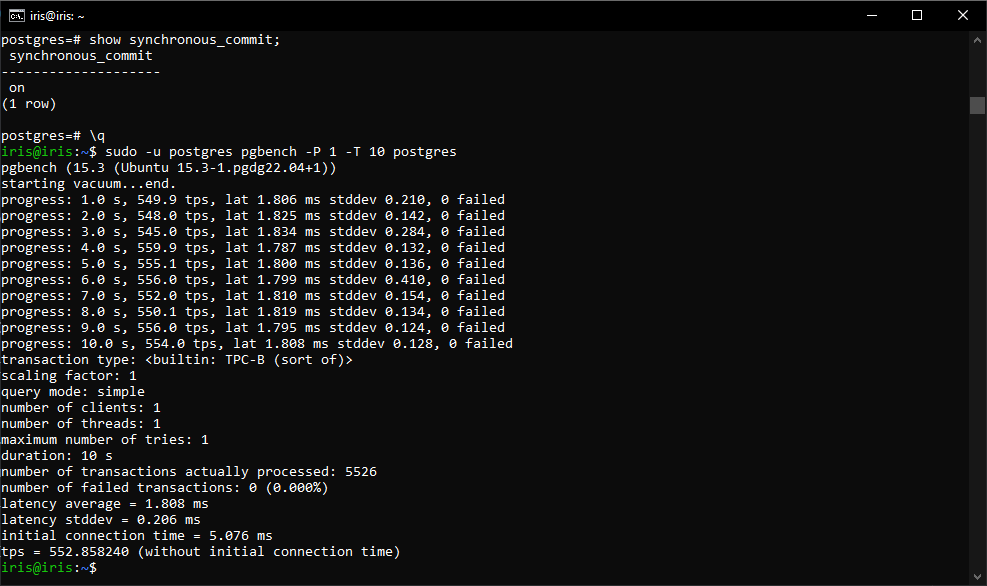 iris@iris: ~
postgres=# show synchronous_commit;
 synchronous_commit
--------------------
 on
(1 row)

postgres=# \q
iris@iris:~$ sudo -u postgres pgbench -P 1 -T 10 postgres
pgbench (15.3 (Ubuntu 15.3-1.pgdg22.04+1))
starting vacuum...end.
progress: 1.0 s, 549.9 tps, lat 1.806 ms stddev 0.210, 0 failed
progress: 2.0 s, 548.0 tps, lat 1.825 ms stddev 0.142, 0 failed
progress: 3.0 s, 545.0 tps, lat 1.834 ms stddev 0.284, 0 failed
progress: 4.0 s, 559.9 tps, lat 1.787 ms stddev 0.132, 0 failed
progress: 5.0 s, 555.1 tps, lat 1.800 ms stddev 0.136, 0 failed
progress: 6.0 s, 556.0 tps, lat 1.799 ms stddev 0.410, 0 failed
progress: 7.0 s, 552.0 tps, lat 1.810 ms stddev 0.154, 0 failed
progress: 8.0 s, 550.1 tps, lat 1.819 ms stddev 0.134, 0 failed
progress: 9.0 s, 556.0 tps, lat 1.795 ms stddev 0.124, 0 failed
progress: 10.0 s, 554.0 tps, lat 1.808 ms stddev 0.128, 0 failed
transaction type: <builtin: TPC-B (sort of)>
scaling factor: 1
query mode: simple
number of clients: 1
number of threads: 1
maximum number of tries: 1
duration: 10 s
number of transactions actually processed: 5526
number of failed transactions: 0 (0.000%)
latency average = 1.808 ms
latency stddev = 0.206 ms
initial connection time = 5.076 ms
tps = 552.858240 (without initial connection time)
iris@iris:~$